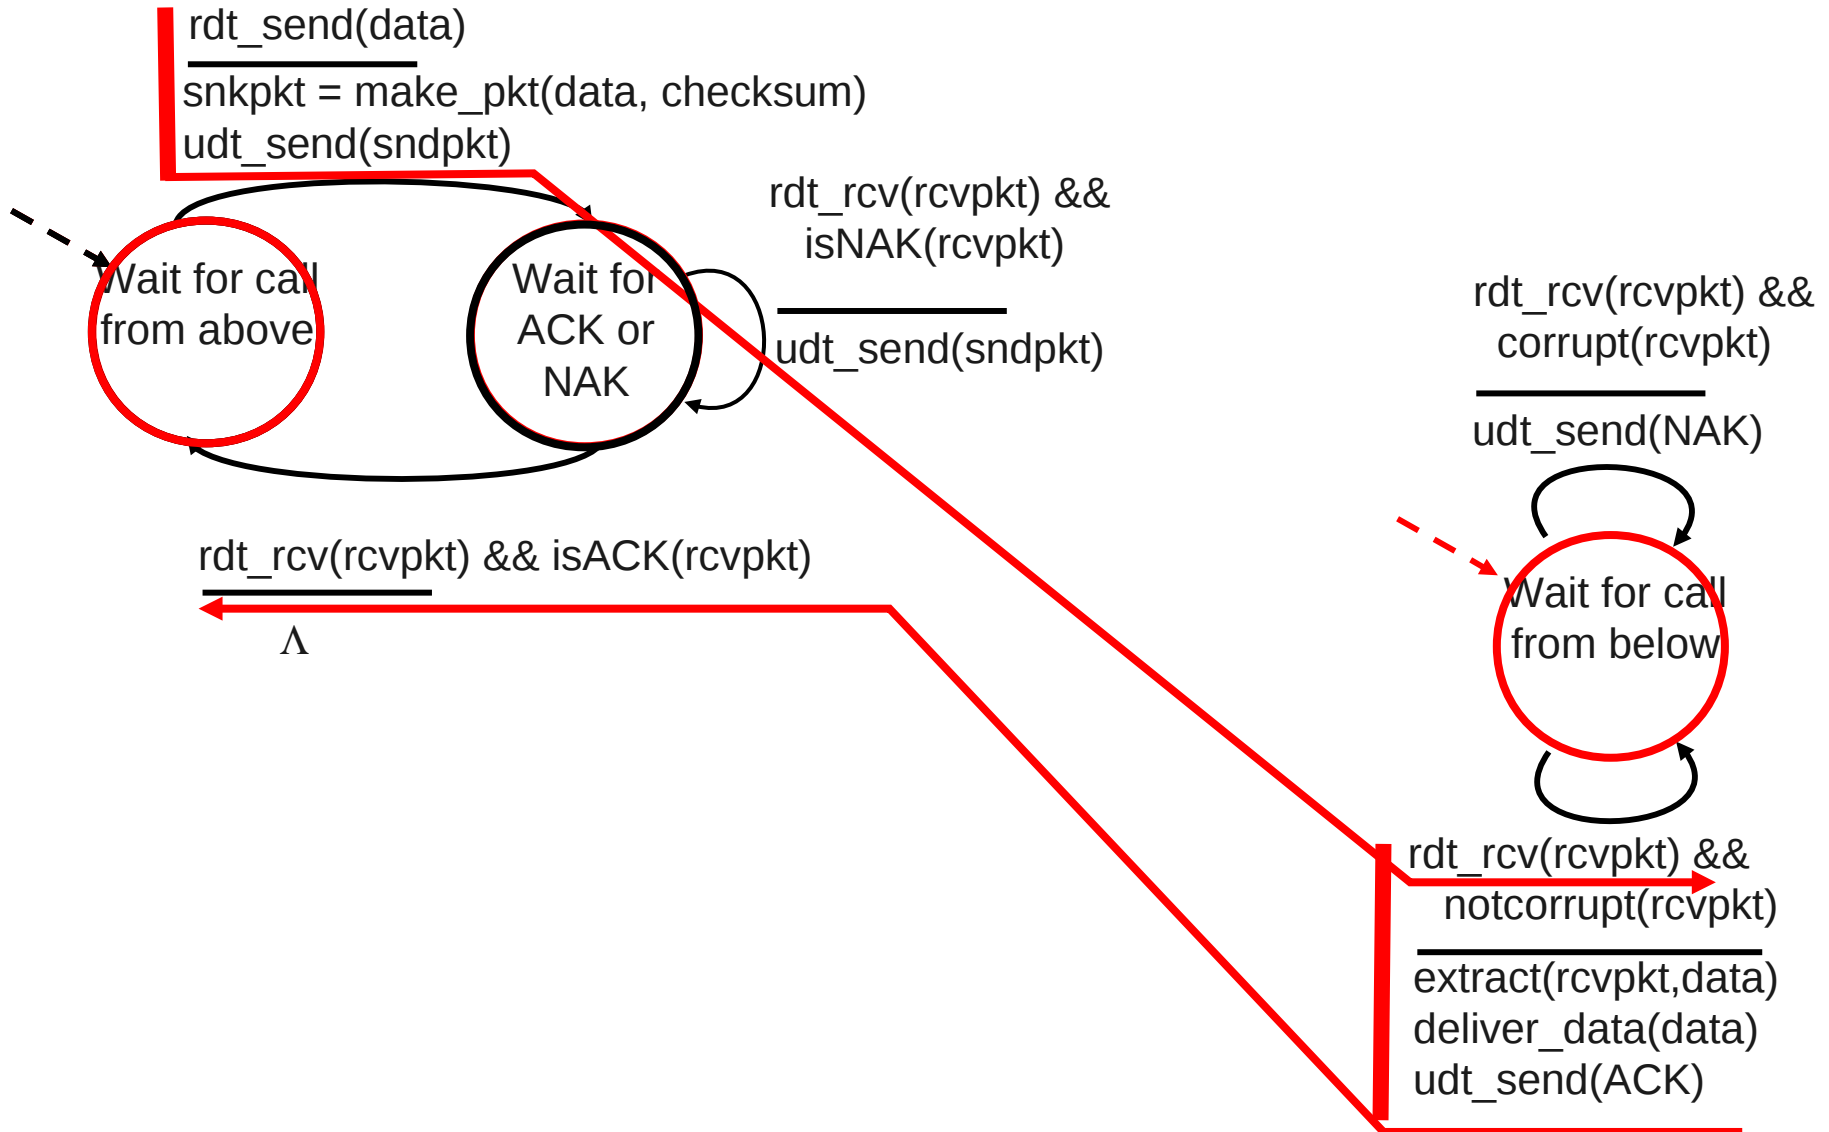 rdt_send(data)
snkpkt = make_pkt(data, checksum)
udt_send(sndpkt)
rdt_rcv(rcvpkt) &&
isNAK(rcvpkt)
udt_send(sndpkt)
Wait for call
from above
Wait for
ACK or
NAK
rdt_rcv(rcvpkt) && isACK(rcvpkt)
Λ
rdt_rcv(rcvpkt) &&
corrupt(rcvpkt)
udt_send(NAK)
Wait for call
from below
rdt_rcv(rcvpkt) &&
notcorrupt(rcvpkt)
extract(rcvpkt,data)
deliver_data(data)
udt_send(ACK)